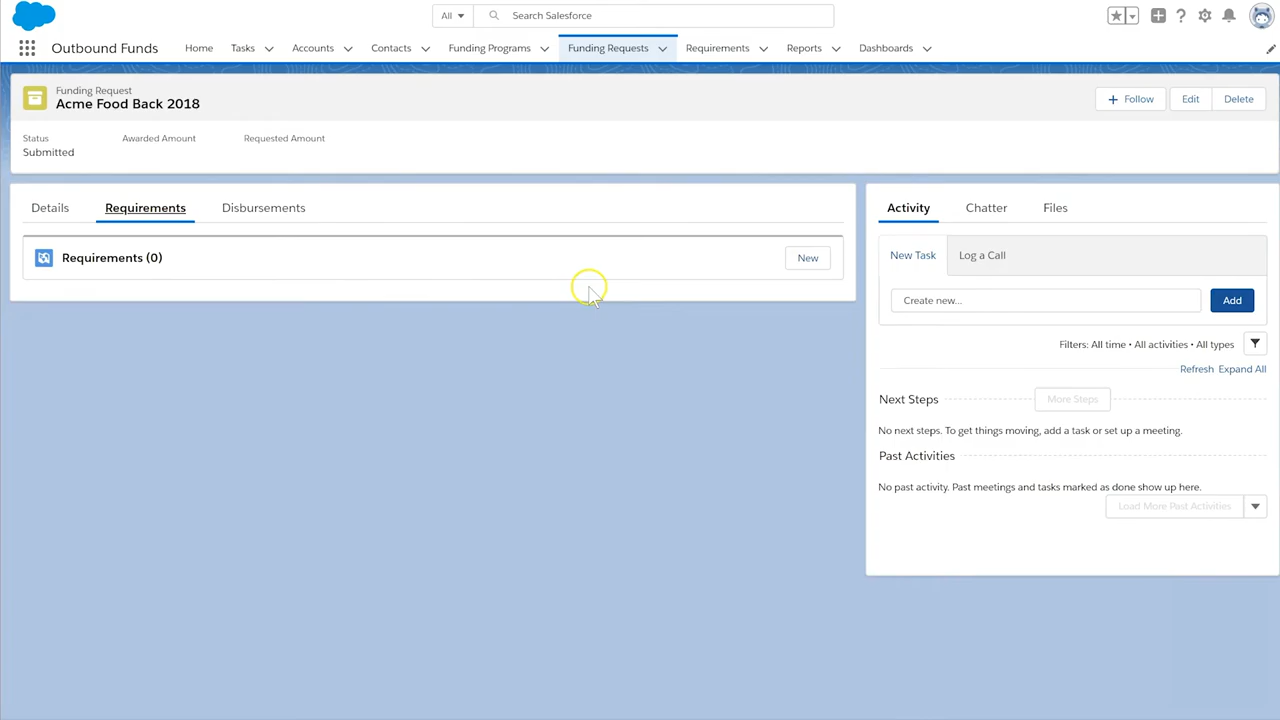 All
Search Salesforce
Outbound Funds
Home
Tasks
Accounts
Contacts
Funding Programs
Funding Requests
Requirements
Reports
Dashboards
Funding Request
Acme Food Back 2018
Follow
Edit
Delete
Status
Awarded Amount
Requested Amount
Submitted
Details
Requirements
Disbursements
Requirements (0)
New
Activity
Chatter
Files
New Task
Log a Call
Create new...
Add
Filters: All time • All activities • All types
Refresh
Expand All
Next Steps
More Steps
No next steps. To get things moving, add a task or set up a meeting.
Past Activities
No past activity. Past meetings and tasks marked as done show up here.
Load More Past Activities